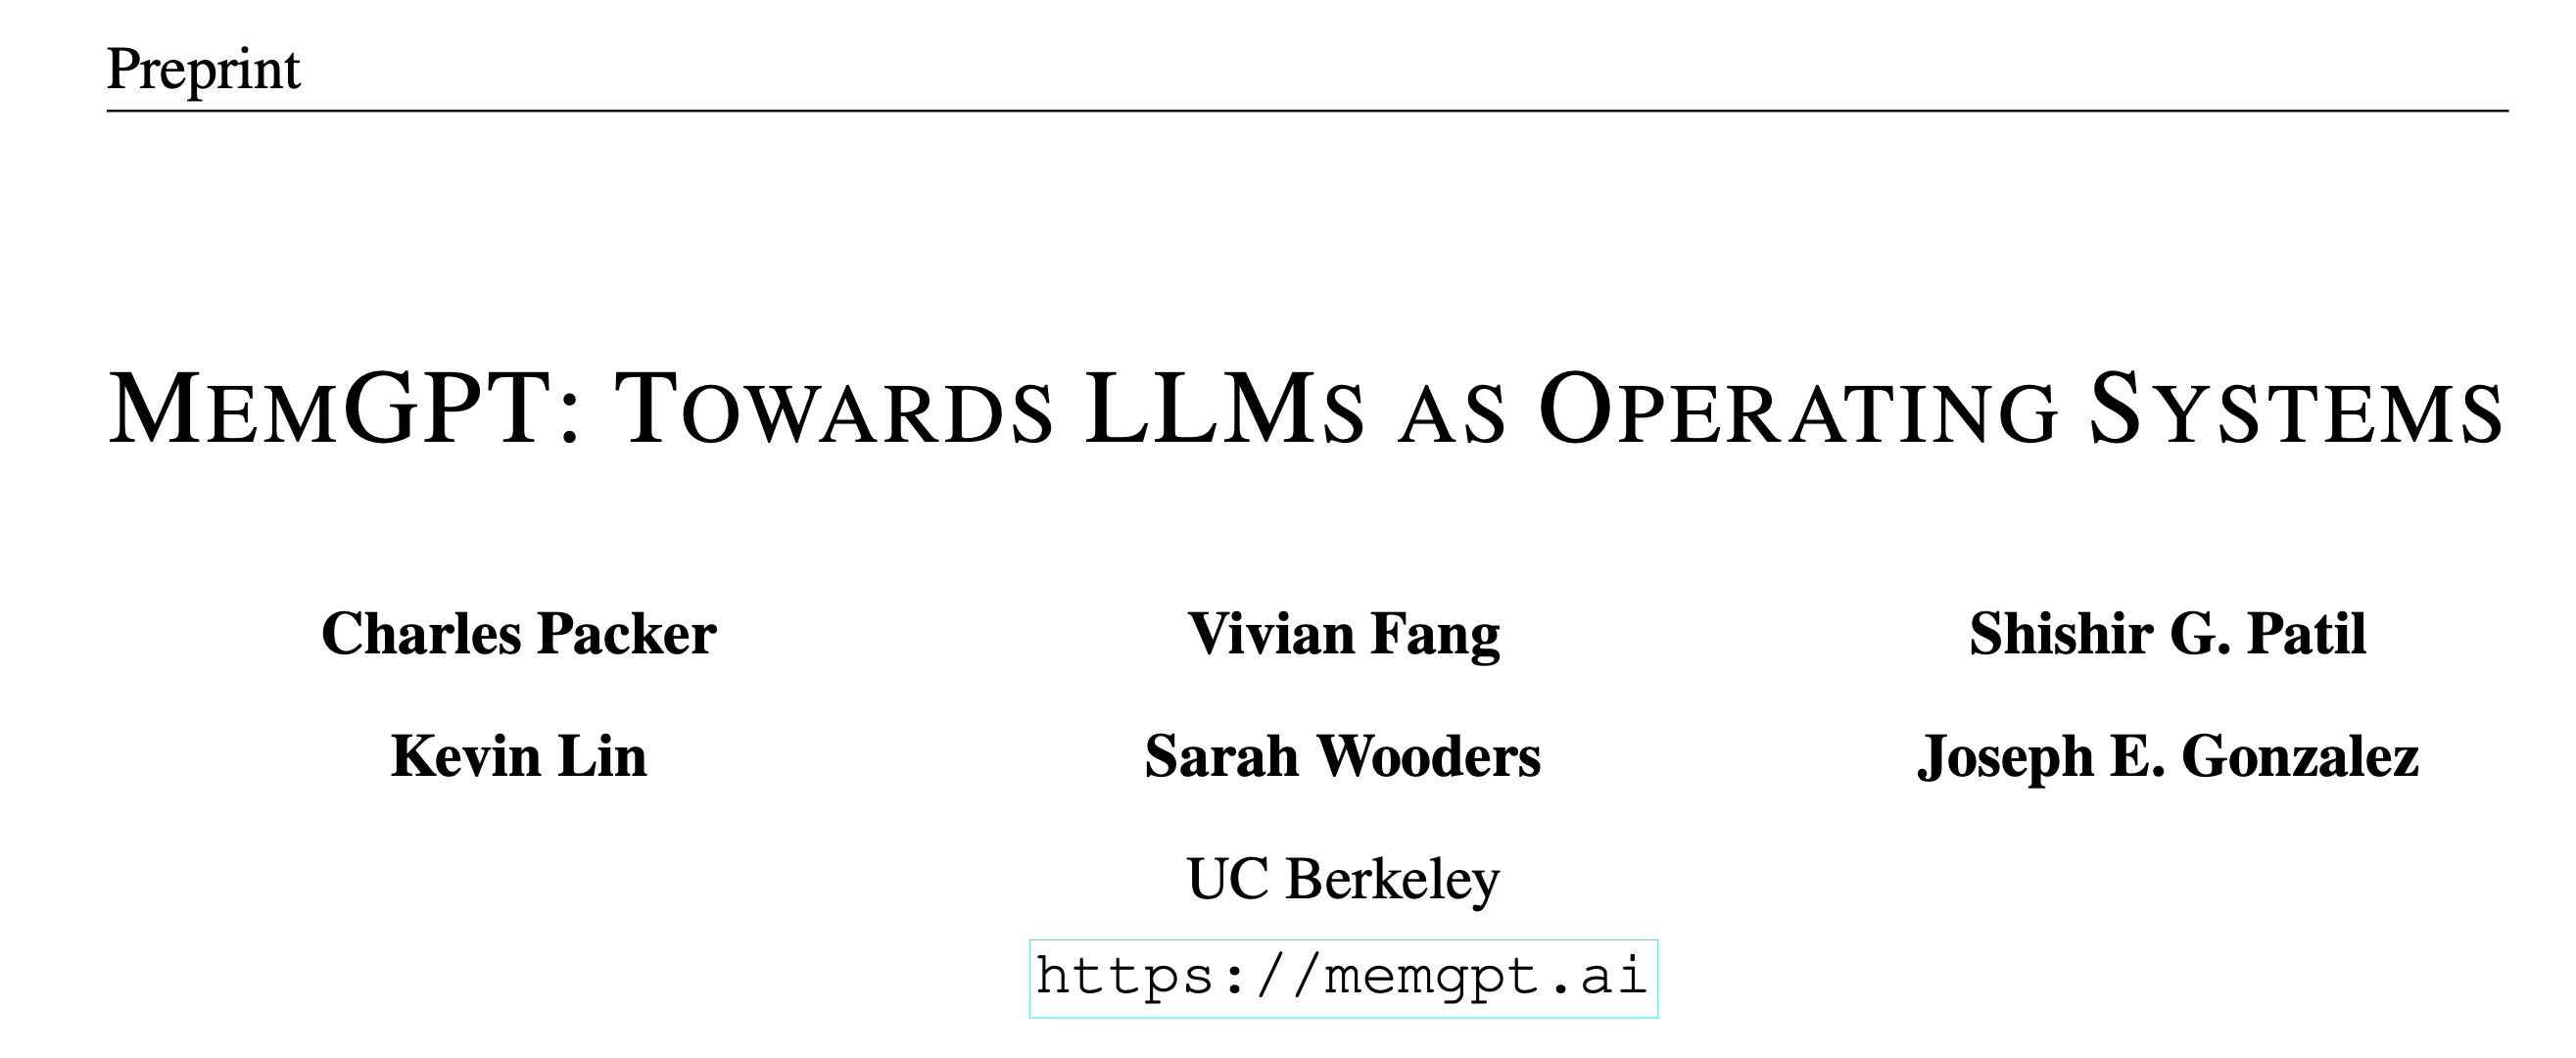 Preprint
MEMGPT: TOWARDS LLMS AS OPERATING SYSTEMS
Charles Packer Vivian Fang Shishir G. Patil
Kevin Lin Sarah Wooders Joseph E. Gonzalez
UC Berkeley
https://memgpt.ai